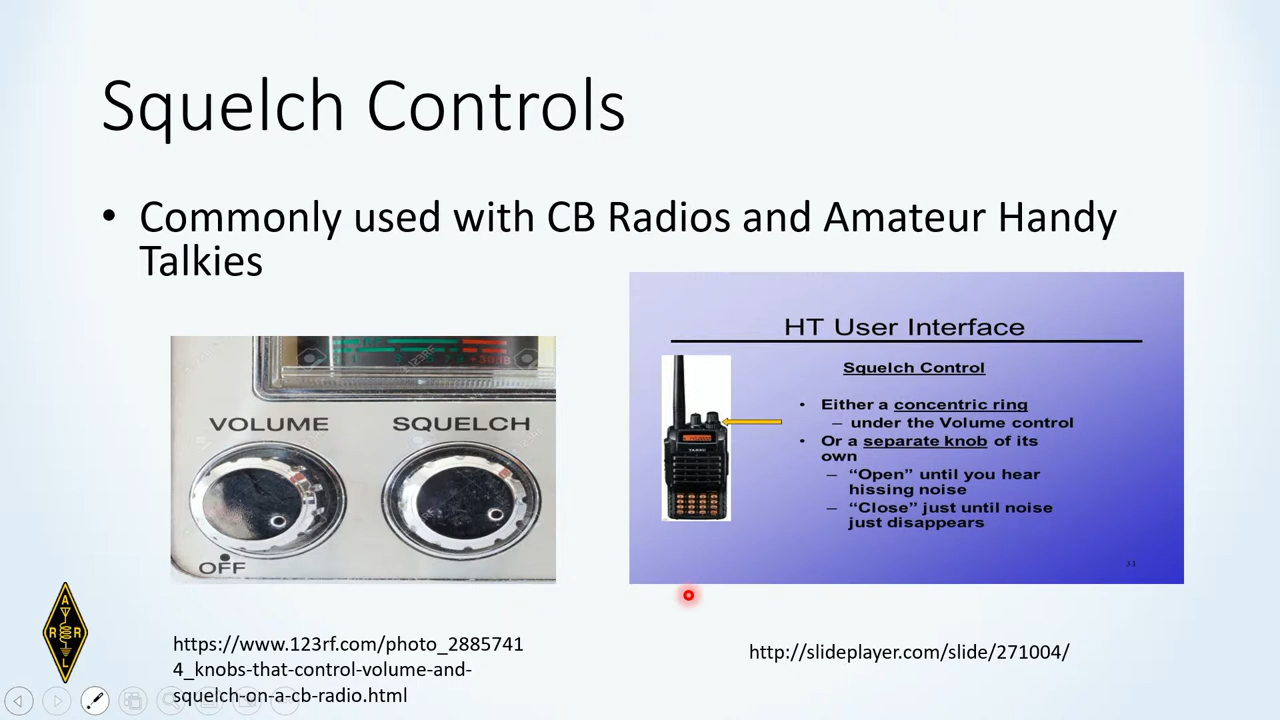 Squelch Controls
• Commonly used with CB Radios and Amateur Handy
Talkies
VOLUME
SQUELCH
OFF
HT User Interface
Squelch Control
• Either a concentric ring
– under the Volume control
• Or a separate knob of its
own
– “Open” until you hear
hissing noise
– “Close” just until noise
just disappears
31
A
R R
L
https://www.123rf.com/photo_2885741
4_knobs-that-control-volume-and-
squelch-on-a-cb-radio.html
http://slideplayer.com/slide/271004/